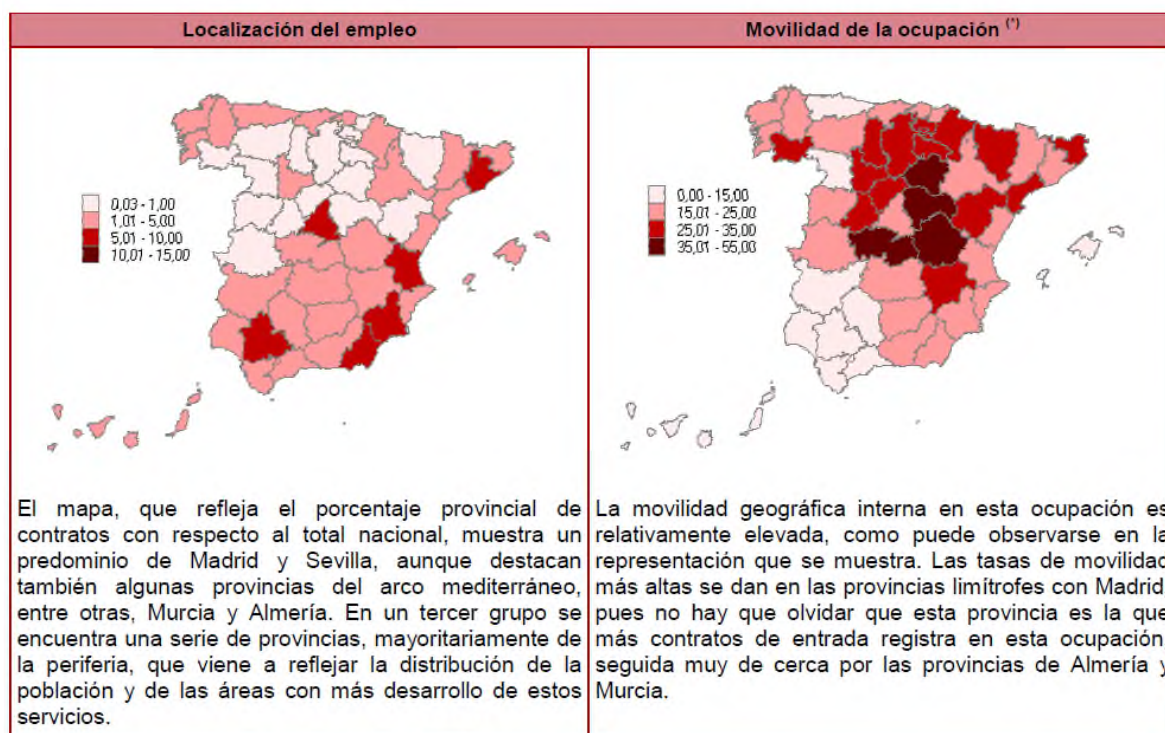 Localización del empleo
Movilidad de la ocupación (*)
0,03 - 1,00
1,01 - 5,00
5,01 - 10,00
10,01 - 15,00
0,00 - 15,00
15,01 - 25,00
25,01 - 35,00
35,01 - 55,00
El mapa, que refleja el porcentaje provincial de
contratos con respecto al total nacional, muestra un
predominio de Madrid y Sevilla, aunque destacan
también algunas provincias del arco mediterráneo,
entre otras, Murcia y Almería. En un tercer grupo se
encuentra una serie de provincias, mayoritariamente de
la periferia, que viene a reflejar la distribución de la
población y de las áreas con más desarrollo de estos
servicios.
La movilidad geográfica interna en esta ocupación es
relativamente elevada, como puede observarse en la
representación que se muestra. Las tasas de movilidad
más altas se dan en las provincias limítrofes con Madrid
pues no hay que olvidar que esta provincia es la que
más contratos de entrada registra en esta ocupación
seguida muy de cerca por las provincias de Almería y
Murcia.